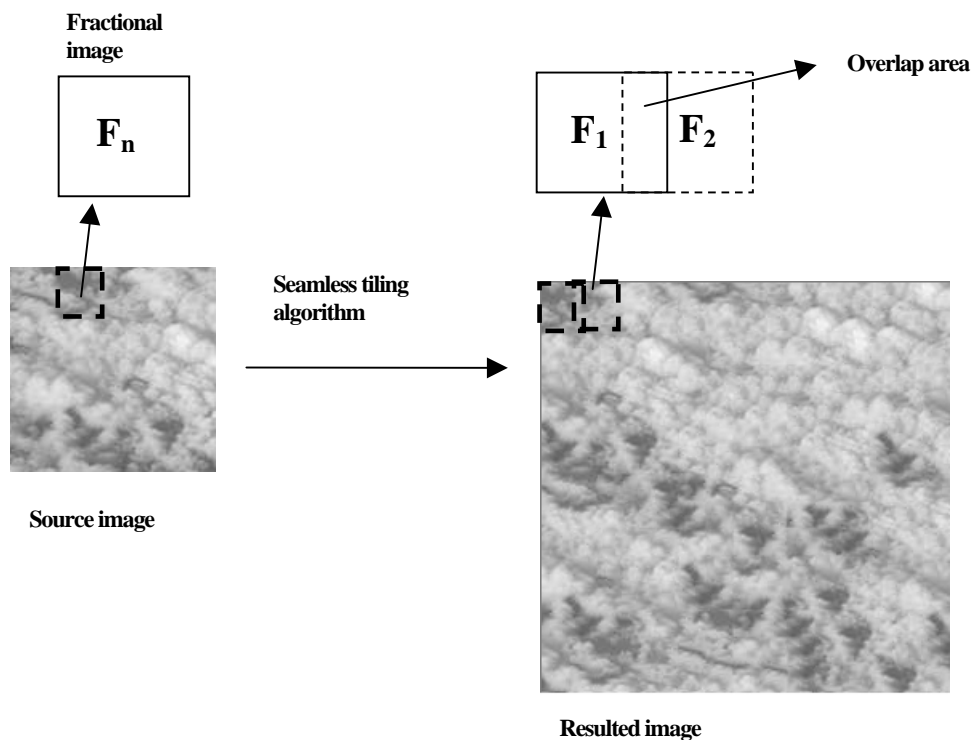 Fractional
image
Overlap area
Fₙ
F₁
F₂
Seamless tiling
algorithm
Source image
Resulted image